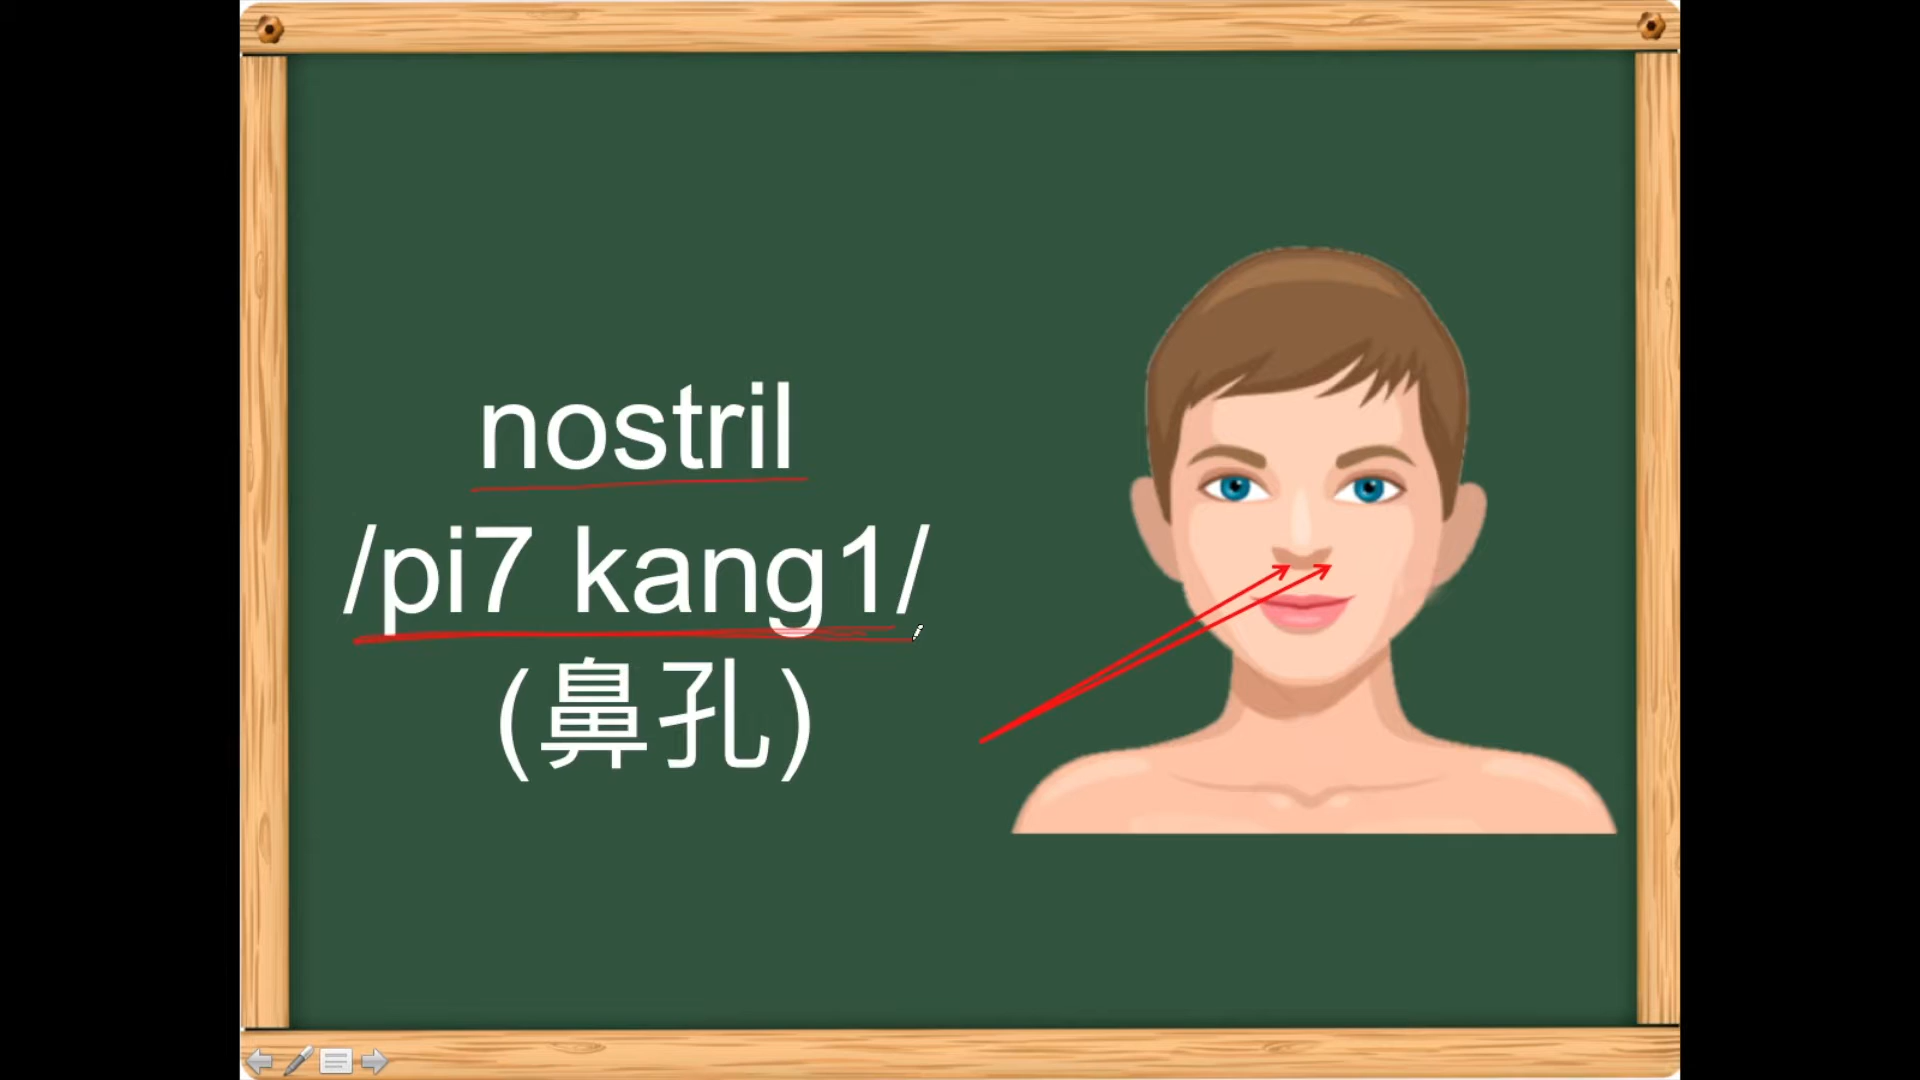 nostril
/pi7 kang1/
(鼻孔)